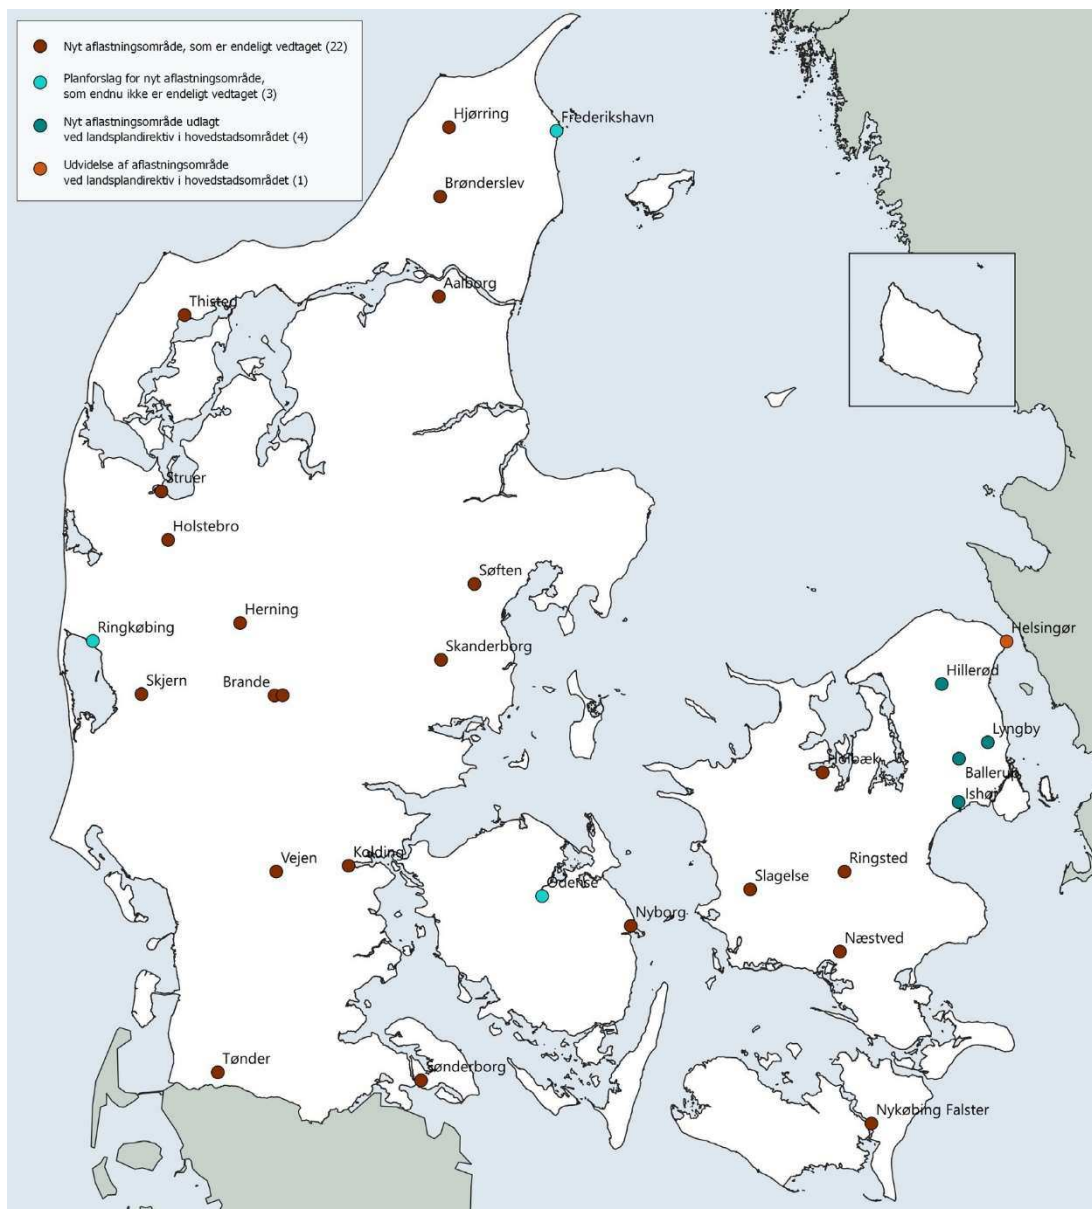 Nyt aflastningsområde, som er endeligt vedtaget (22)
Planforslag for nyt aflastningsområde,
som endnu ikke er endeligt vedtaget (3)
Nyt aflastningsområde udlagt
ved landsplandirektiv i hovedstadsområdet (4)
Udvidelse af aflastningsområde
ved landsplandirektiv i hovedstadsområdet (1)
Hjørring
Frederikshavn
Brønderslev
Aalborg
Thisted
Struer
Holstebro
Søften
Herning
Ringkøbing
Helsingør
Skanderborg
Hillerød
Skjern
Brande
Lyngby
Holbæk
Ballerup
Ishøj
Vejen
Kolding
Ringsted
Slagelse
Odense
Nyborg
Næstved
Tønder
Sønderborg
Nykøbing Falster